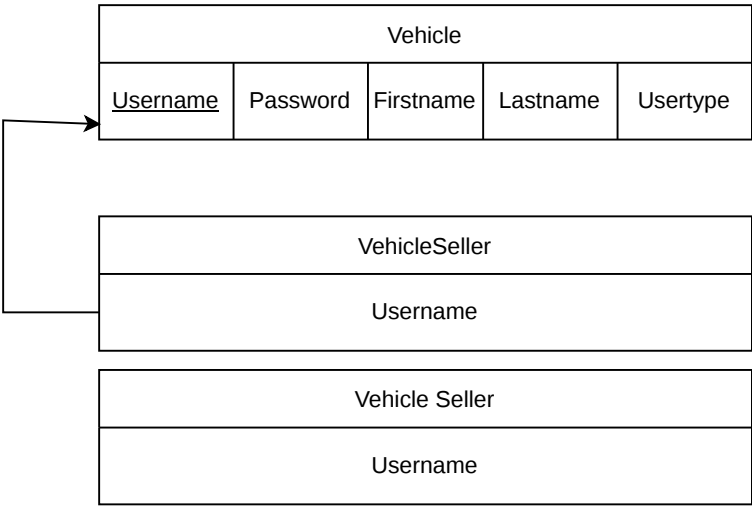 Vehicle
Username Password Firstname Lastname Usertype
VehicleSeller
Username
Vehicle Seller
Username